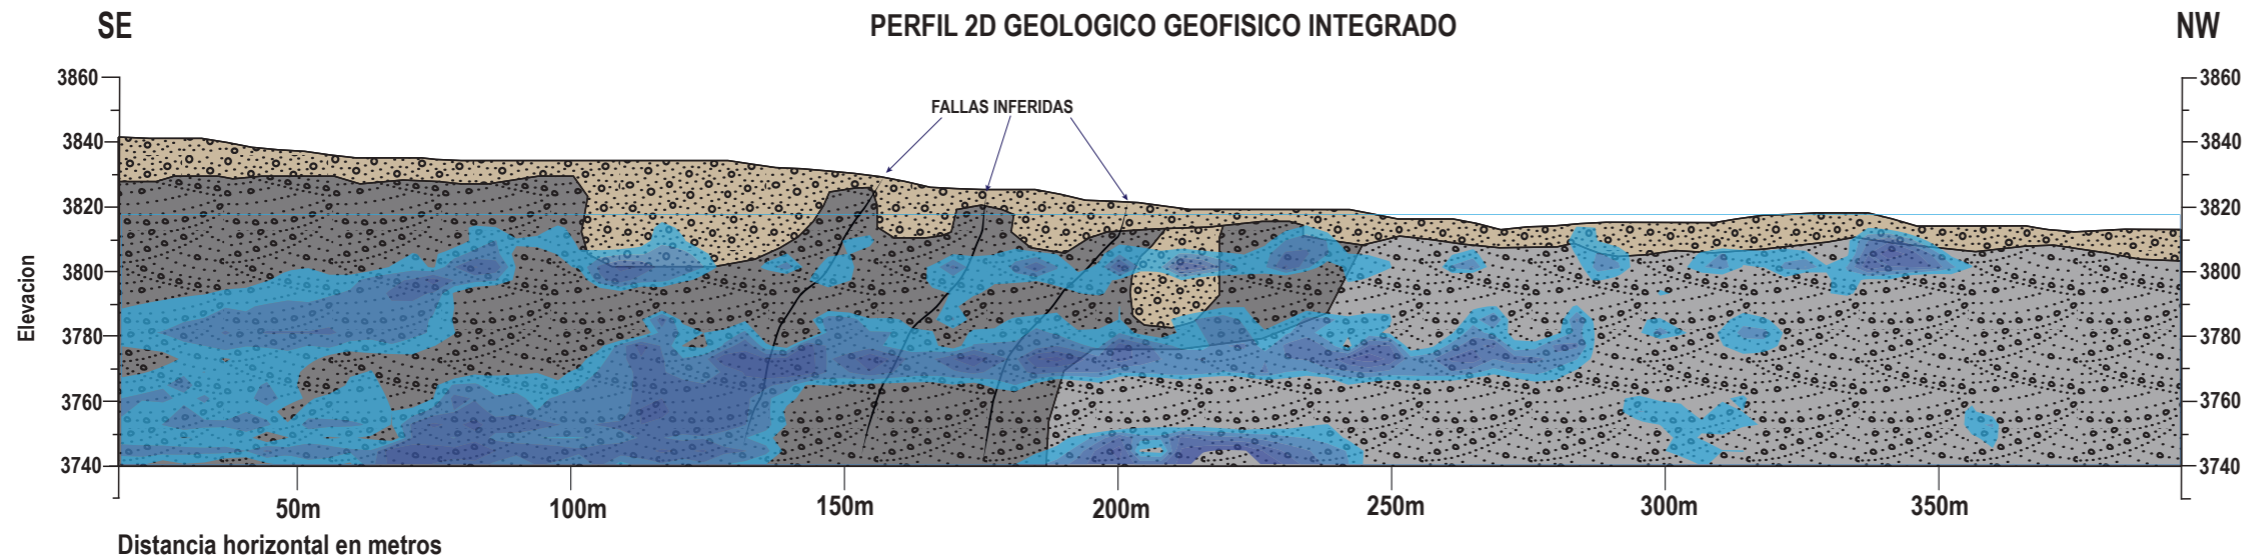 SE
PERFIL 2D GEOLOGICO GEOFISICO INTEGRADO
NW
3860
3860
FALLAS INFERIDAS
3840
3840
3820
3820
Elevacion
3800
3800
3780
3780
3760
3760
3740
3740
50m 100m 150m 200m 250m 300m 350m
Distancia horizontal en metros